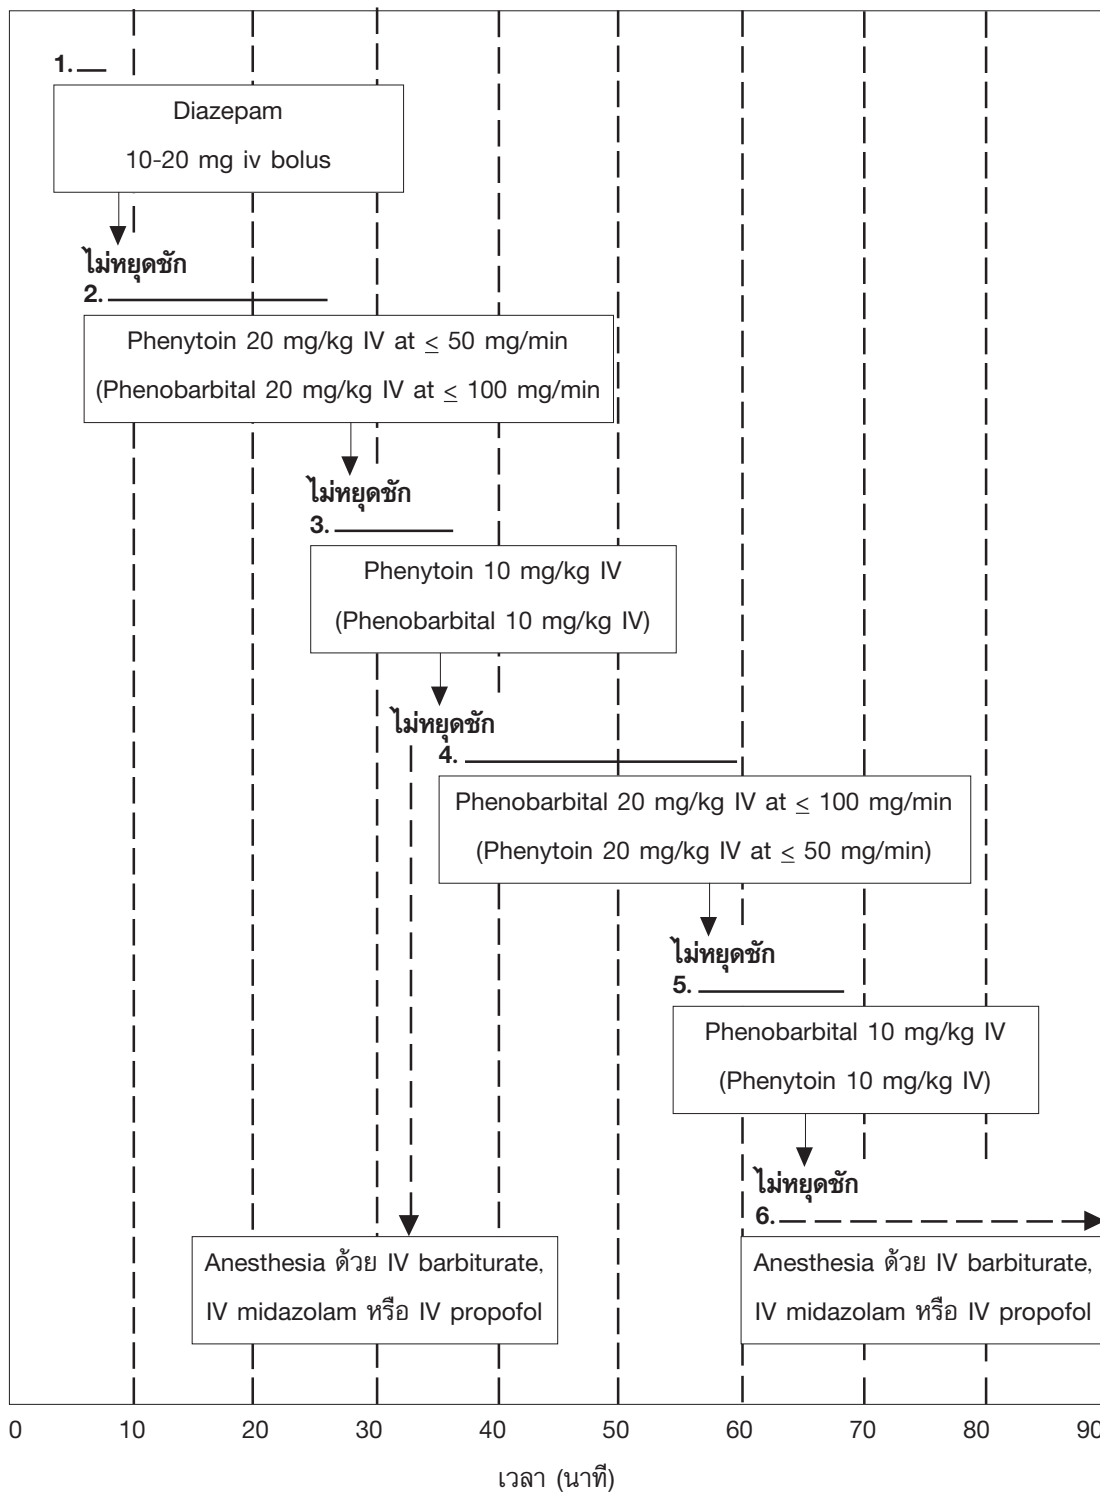 1.
Diazepam
10-20 mg iv bolus
ไม่หยุดชัก
2.
Phenytoin 20 mg/kg IV at ≤ 50 mg/min
(Phenobarbital 20 mg/kg IV at ≤ 100 mg/min
ไม่หยุดชัก
3.
Phenytoin 10 mg/kg IV
(Phenobarbital 10 mg/kg IV)
ไม่หยุดชัก
4.
Phenobarbital 20 mg/kg IV at ≤ 100 mg/min
(Phenytoin 20 mg/kg IV at ≤ 50 mg/min)
ไม่หยุดชัก
5.
Phenobarbital 10 mg/kg IV
(Phenytoin 10 mg/kg IV)
ไม่หยุดชัก
6.
Anesthesia ด้วย IV barbiturate,
IV midazolam หรือ IV propofol
Anesthesia ด้วย IV barbiturate,
IV midazolam หรือ IV propofol
0 10 20 30 40 50 60 70 80 90
เวลา (นาที)